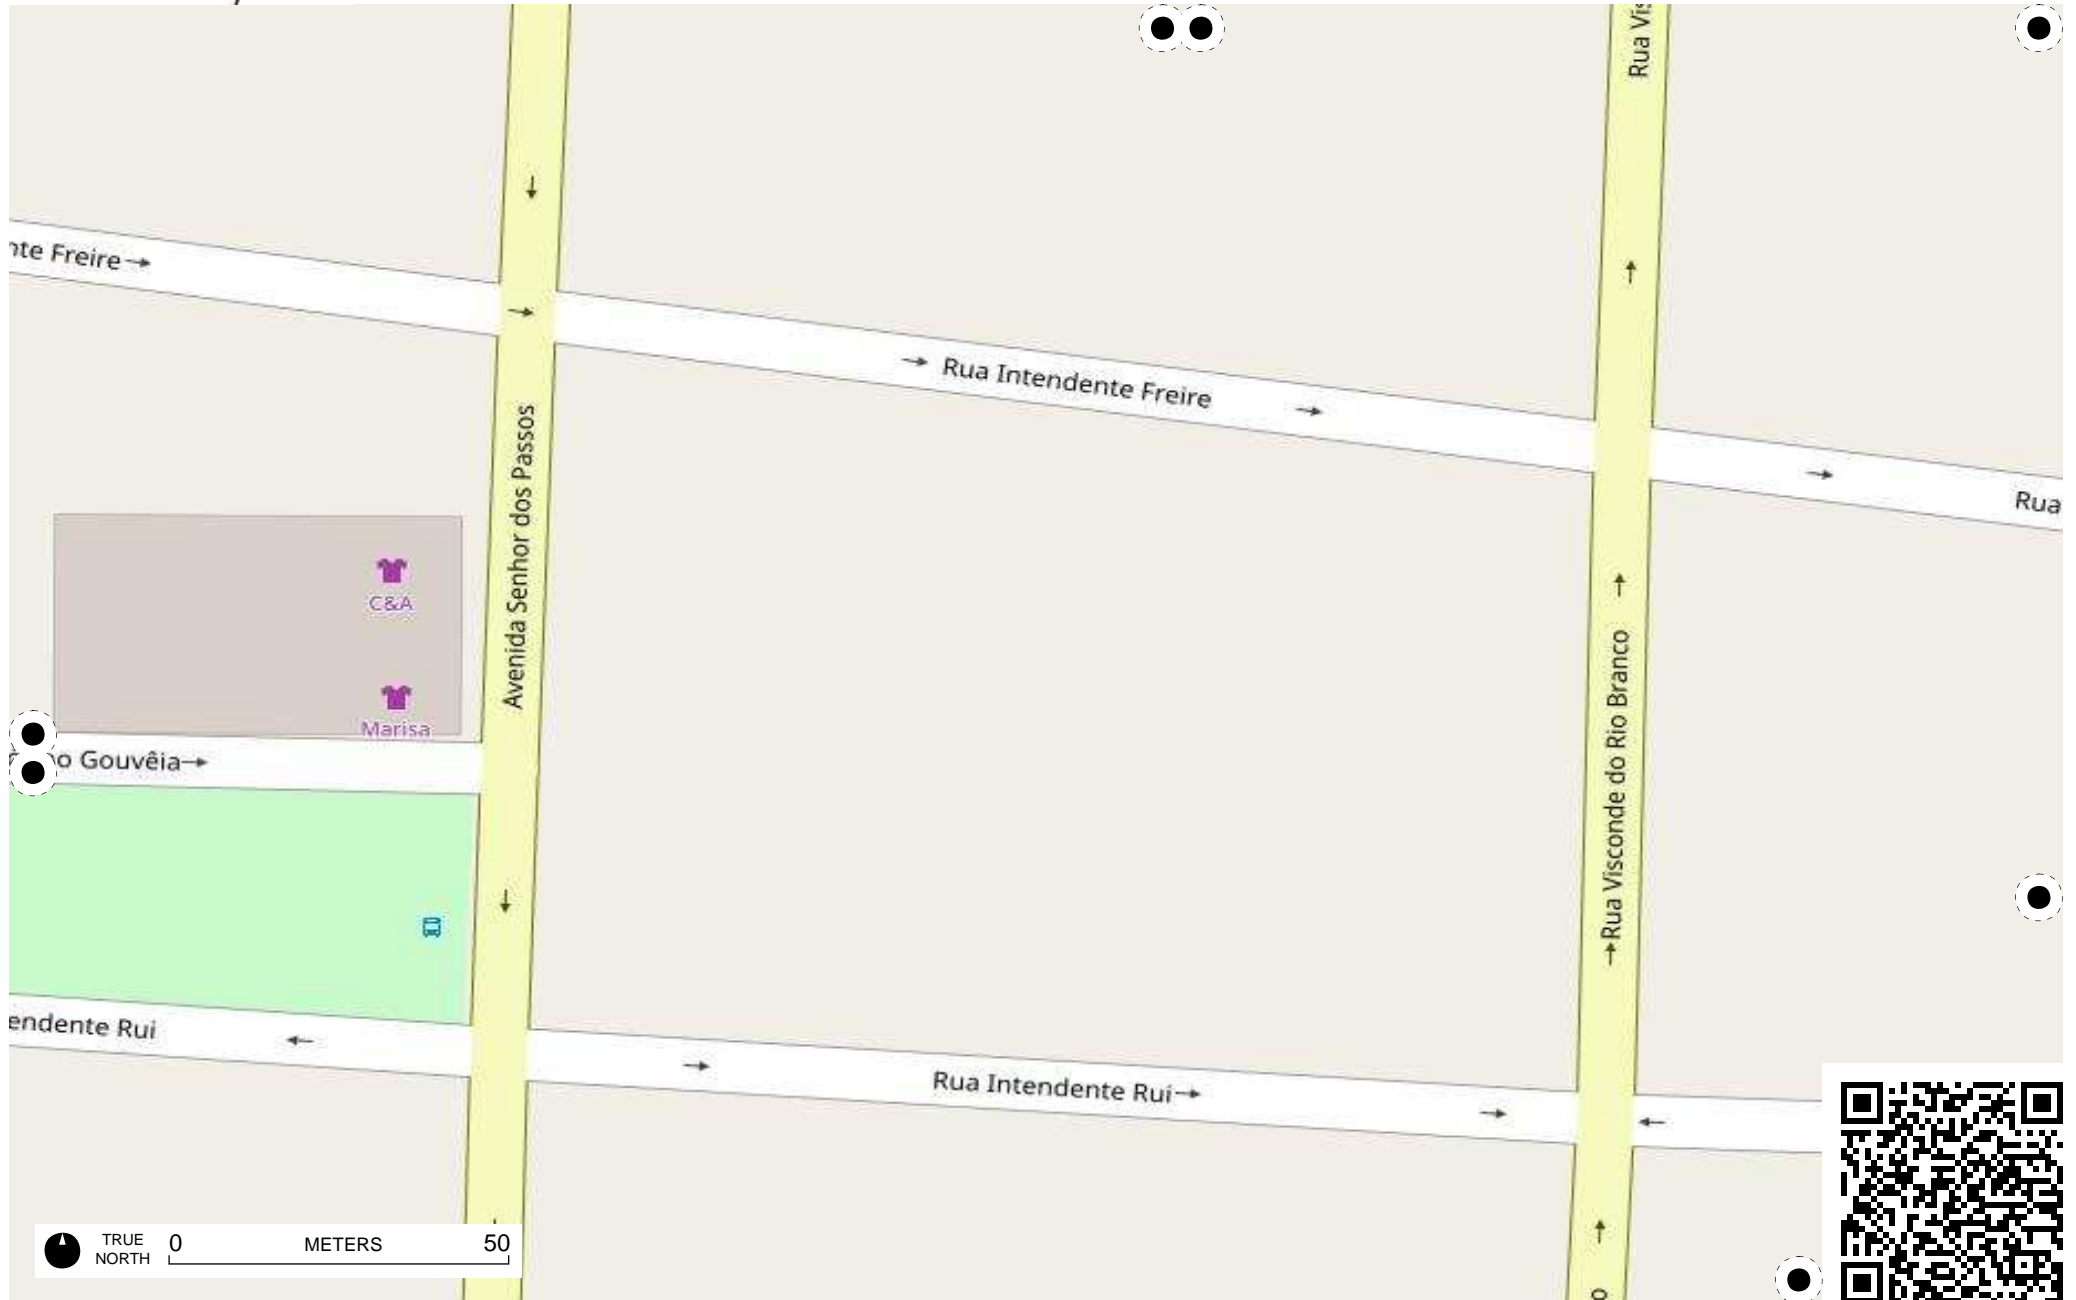 Rua Vis
nte Freire
Rua Intendente Freire
Rua
Avenida Senhor dos Passos
C&A
Marisa
o Gouvêia
Rua Visconde do Rio Branco
endente Rui
Rua Intendente Rui
TRUE
NORTH
0 METERS 50
o